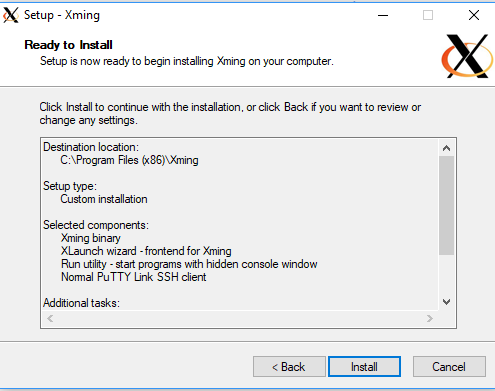 Setup - Xming
Ready to Install
Setup is now ready to begin installing Xming on your computer.
Click Install to continue with the installation, or click Back if you want to review or
change any settings.
Destination location:
C:\Program Files (x86)\Xming
Setup type:
Custom installation
Selected components:
Xming binary
XLaunch wizard - frontend for Xming
Run utility - start programs with hidden console window
Normal PuTTY Link SSH client
Additional tasks:
< Back
Install
Cancel